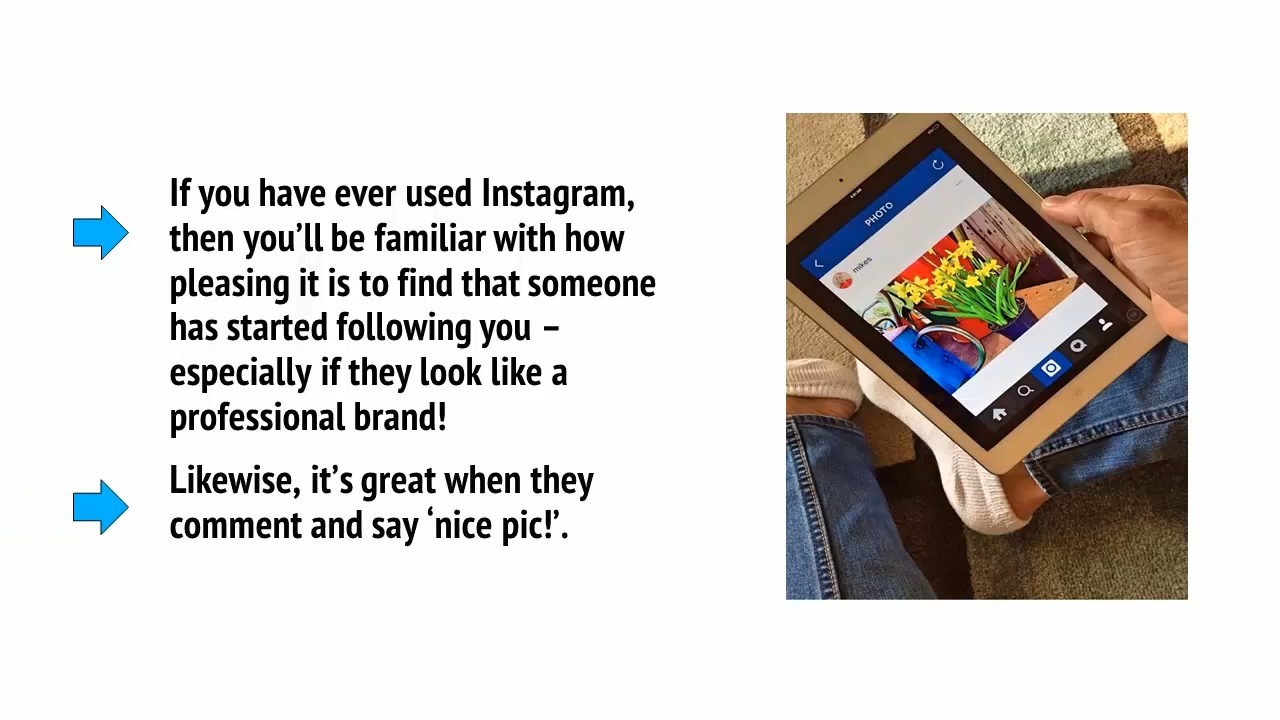 If you have ever used Instagram,
then you’ll be familiar with how
pleasing it is to find that someone
has started following you –
especially if they look like a
professional brand!
Likewise, it’s great when they
comment and say ‘nice pic!’.
PHOTO
mikes